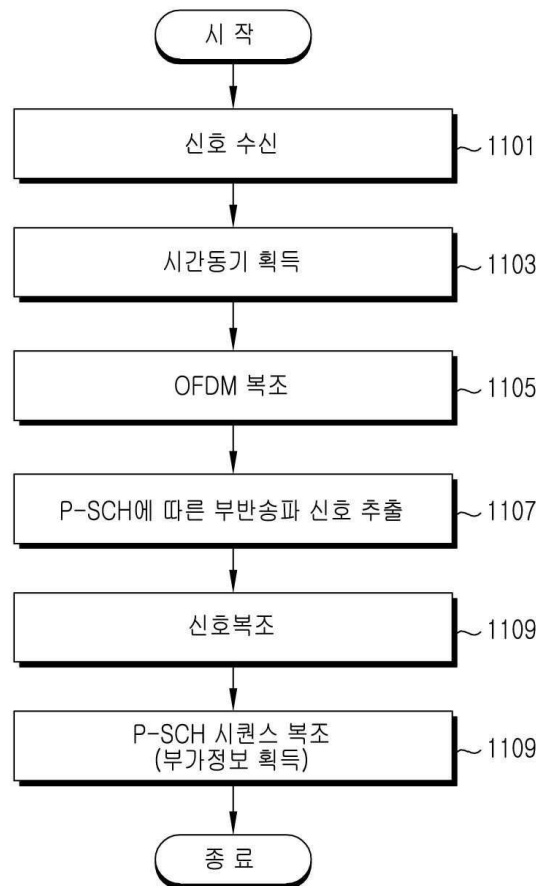 시 작
신호 수신
1101
시간동기 획득
1103
OFDM 복조
1105
P-SCH에 따른 부반송파 신호 추출
1107
신호복조
1109
P-SCH 시퀀스 복조
(부가정보 획득)
1109
종 료